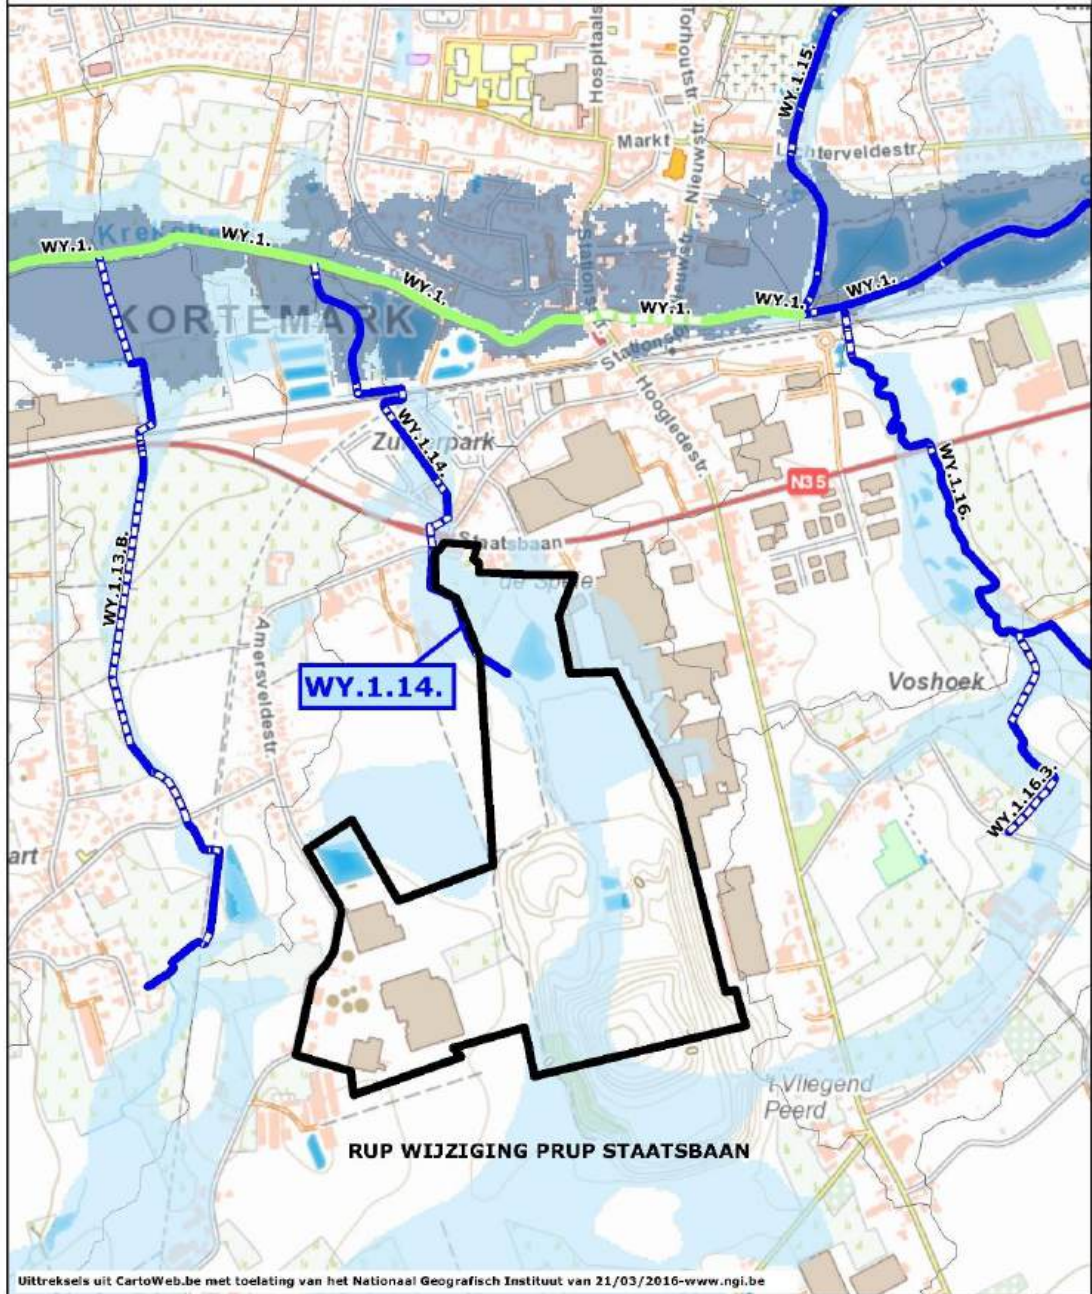 Hospitaals
Torhoutstr.
WY.1.15.
Markt
Nieuwstr.
Lichterveldestr.
WY.1.
WY.1.
WY.1.
WY.1.
WY.1.
WY.1.
KORTEMARK
Hoogledestr.
Zuiderpark
WY.1.14.
N35
WY.1.16.
Staatsbaan
de Speie
WY.1.13.B.
Amersveldestr.
WY.1.14.
Voshoek
WY.1.16.3.
art
't Vliegend
Peerd
RUP WIJZIGING PRUP STAATSBAAN
Uittreksels uit CartoWeb.be met toelating van het Nationaal Geografisch Instituut van 21/03/2016-www.ngi.be